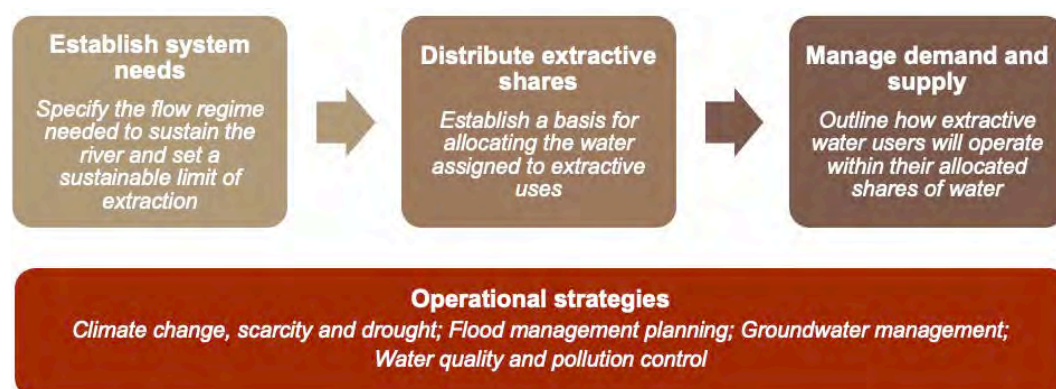 Establish system
needs
Specify the flow regime
needed to sustain the
river and set a
sustainable limit of
extraction
Distribute extractive
shares
Establish a basis for
allocating the water
assigned to extractive
uses
Manage demand and
supply
Outline how extractive
water users will operate
within their allocated
shares of water
Operational strategies
Climate change, scarcity and drought; Flood management planning; Groundwater management;
Water quality and pollution control